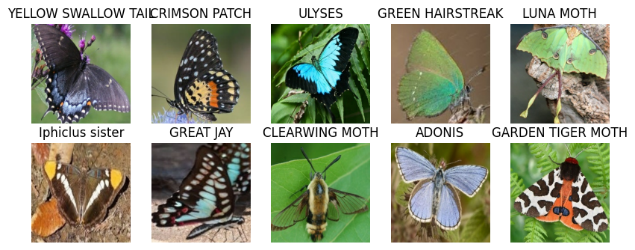 YELLOW SWALLOW TAIL
CRIMSON PATCH
ULYSES
GREEN HAIRSTREAK
LUNA MOTH
Iphiclus sister
GREAT JAY
CLEARWING MOTH
ADONIS
GARDEN TIGER MOTH